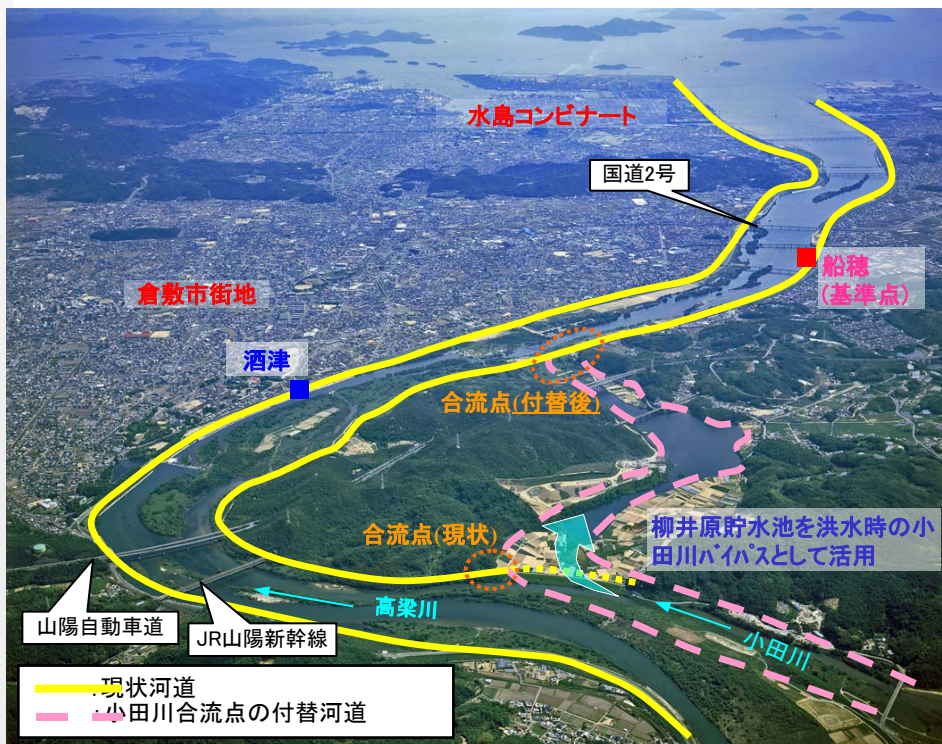 水島コンビナート
国道2号
船穂
(基準点)
倉敷市街地
酒津
合流点(付替後)
合流点(現状)
柳井原貯水池を洪水時の小
田川バイパスとして活用
山陽自動車道
JR山陽新幹線
高梁川
小田川
:現状河道
:小田川合流点の付替河道